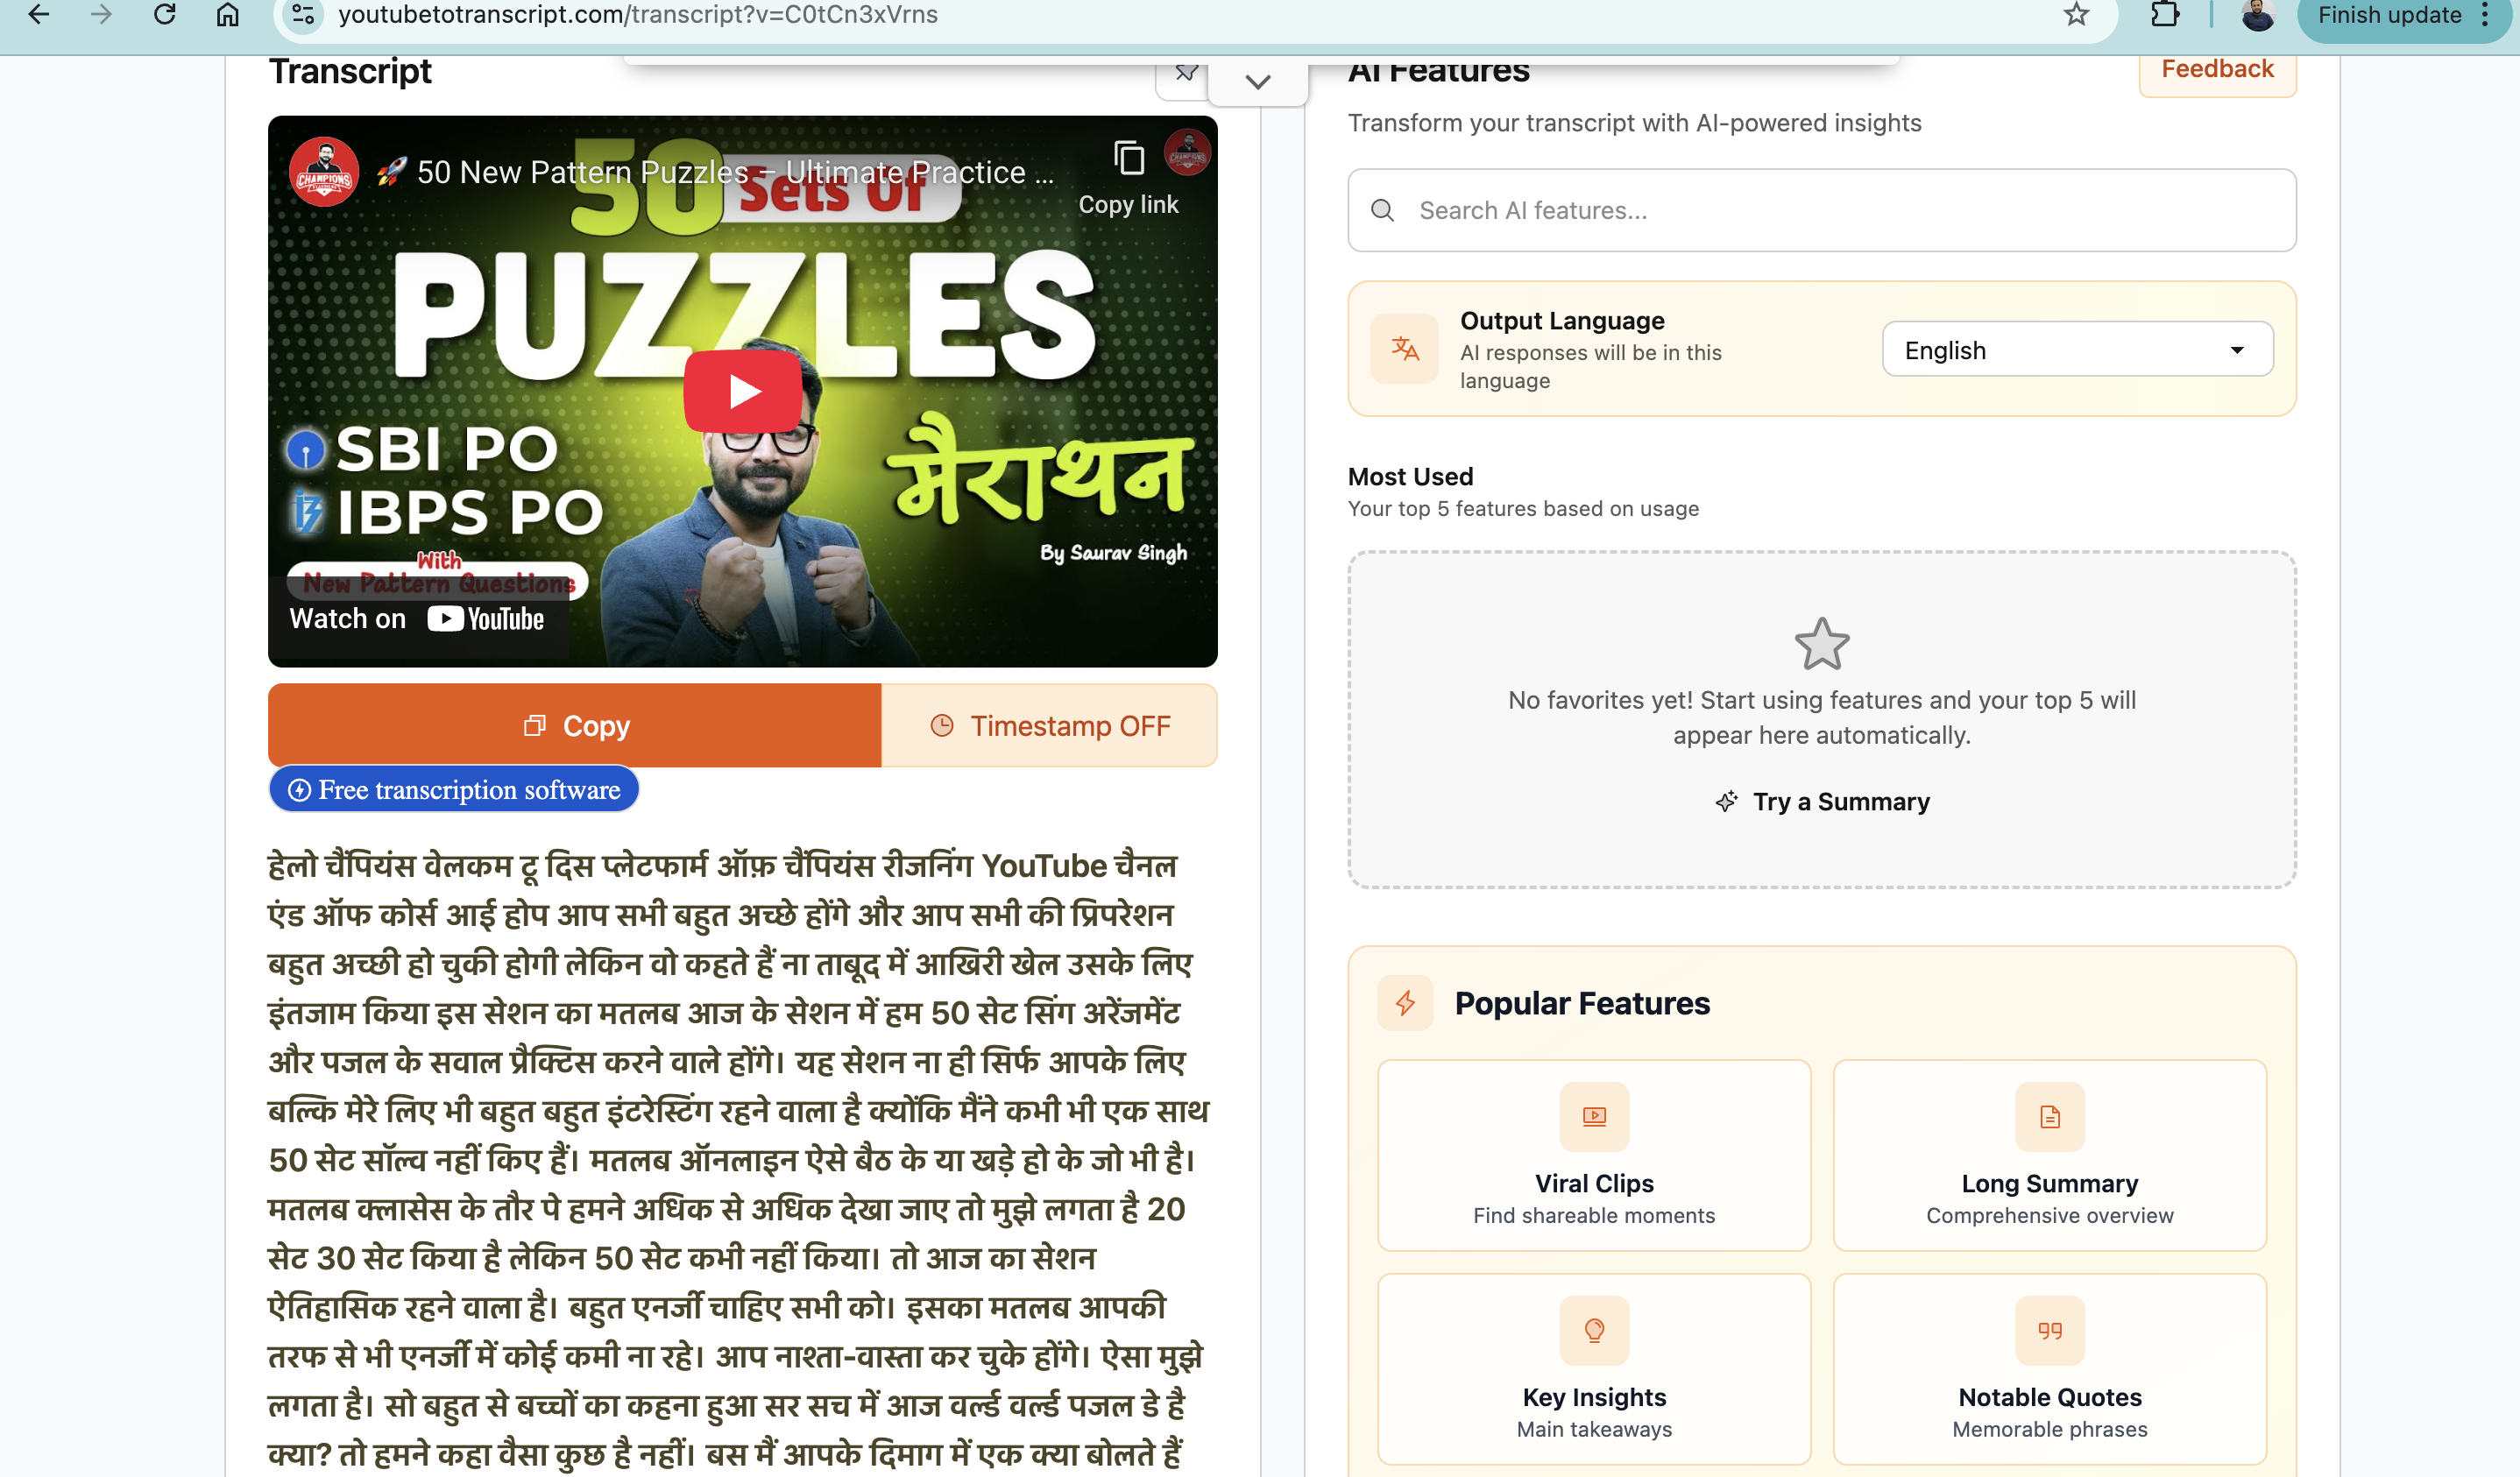 youtubetotranscript.com/transcript?v=C0tCn3xVrns
Finish update
Transcript
50 Sets Of
🚀 50 New Pattern Puzzles – Ultimate Practice ...
Copy link
CHAMPIONS
PUZZLES
SBI PO
IBPS PO
मैराथन
By Saurav Singh
With
New Pattern Questions
Watch on YouTube
Copy
Timestamp OFF
Free transcription software
हेलो चैंपियंस वेलकम टू दिस प्लेटफार्म ऑफ़ चैंपियंस रीजनिंग YouTube चैनल
एंड ऑफ कोर्स आई होप आप सभी बहुत अच्छे होंगे और आप सभी की प्रिपरेशन
बहुत अच्छी हो चुकी होगी लेकिन वो कहते हैं ना ताबूद में आखिरी खेल उसके लिए
इंतजाम किया इस सेशन का मतलब आज के सेशन में हम 50 सेट सिंग अरेंजमेंट
और पजल के सवाल प्रैक्टिस करने वाले होंगे। यह सेशन ना ही सिर्फ आपके लिए
बल्कि मेरे लिए भी बहुत बहुत इंटरेस्टिंग रहने वाला है क्योंकि मैंने कभी भी एक साथ
50 सेट सॉल्व नहीं किए हैं। मतलब ऑनलाइन ऐसे बैठ के या खड़े हो के जो भी है।
मतलब क्लासेस के तौर पे हमने अधिक से अधिक देखा जाए तो मुझे लगता है 20
सेट 30 सेट किया है लेकिन 50 सेट कभी नहीं किया। तो आज का सेशन
ऐतिहासिक रहने वाला है। बहुत एनर्जी चाहिए सभी को। इसका मतलब आपकी
तरफ से भी एनर्जी में कोई कमी ना रहे। आप नाश्ता-वास्ता कर चुके होंगे। ऐसा मुझे
लगता है। सो बहुत से बच्चों का कहना हुआ सर सच में आज वर्ल्ड वर्ल्ड पजल डे है
क्या? तो हमने कहा वैसा कुछ है नहीं। बस मैं आपके दिमाग में एक क्या बोलते हैं
AI Features
Feedback
Transform your transcript with AI-powered insights
Search AI features...
Output Language
AI responses will be in this
language
English
Most Used
Your top 5 features based on usage
No favorites yet! Start using features and your top 5 will
appear here automatically.
Try a Summary
Popular Features
Viral Clips
Find shareable moments
Long Summary
Comprehensive overview
Key Insights
Main takeaways
Notable Quotes
Memorable phrases